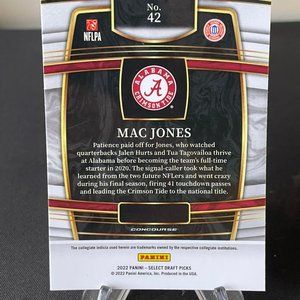 No.
42
NFLPA
ALABAMA
CRIMSON TIDE
MAC JONES
Patience paid off for Jones, who watched
quarterbacks Jalen Hurts and Tua Tagovailoa thrive
at Alabama before becoming the team's full-time
starter in 2020. The signal-caller took what he
learned from the two future NFLers and went crazy
during his final season, firing 41 touchdown passes
and leading the Crimson Tide to the national title.
CONCOURSE
The collegiate indicia used herein are trademarks owned by the respective collegiate institutions.
2022 PANINI – SELECT DRAFT PICKS
© 2022 Panini America, Inc. Produced in the USA.
PANINI